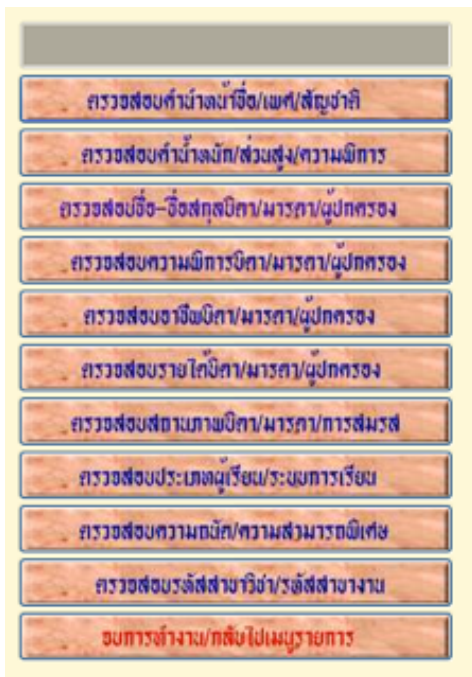 ตรวจสอบคำนำหน้าชื่อ/เพศ/สัญชาติ
ตรวจสอบค่าน้ำหนัก/ส่วนสูง/ความพิการ
ตรวจสอบชื่อ-ชื่อสกุลบิดา/มารดา/ผู้ปกครอง
ตรวจสอบความพิการบิดา/มารดา/ผู้ปกครอง
ตรวจสอบอาชีพบิดา/มารดา/ผู้ปกครอง
ตรวจสอบรายได้บิดา/มารดา/ผู้ปกครอง
ตรวจสอบสถานภาพบิดา/มารดา/การสมรส
ตรวจสอบประเภทผู้เรียน/ระบบการเรียน
ตรวจสอบความถนัด/ความสามารถพิเศษ
ตรวจสอบรหัสสาขาวิชา/รหัสสาขางาน
จบการทำงาน/กลับไปเมนูรายการ